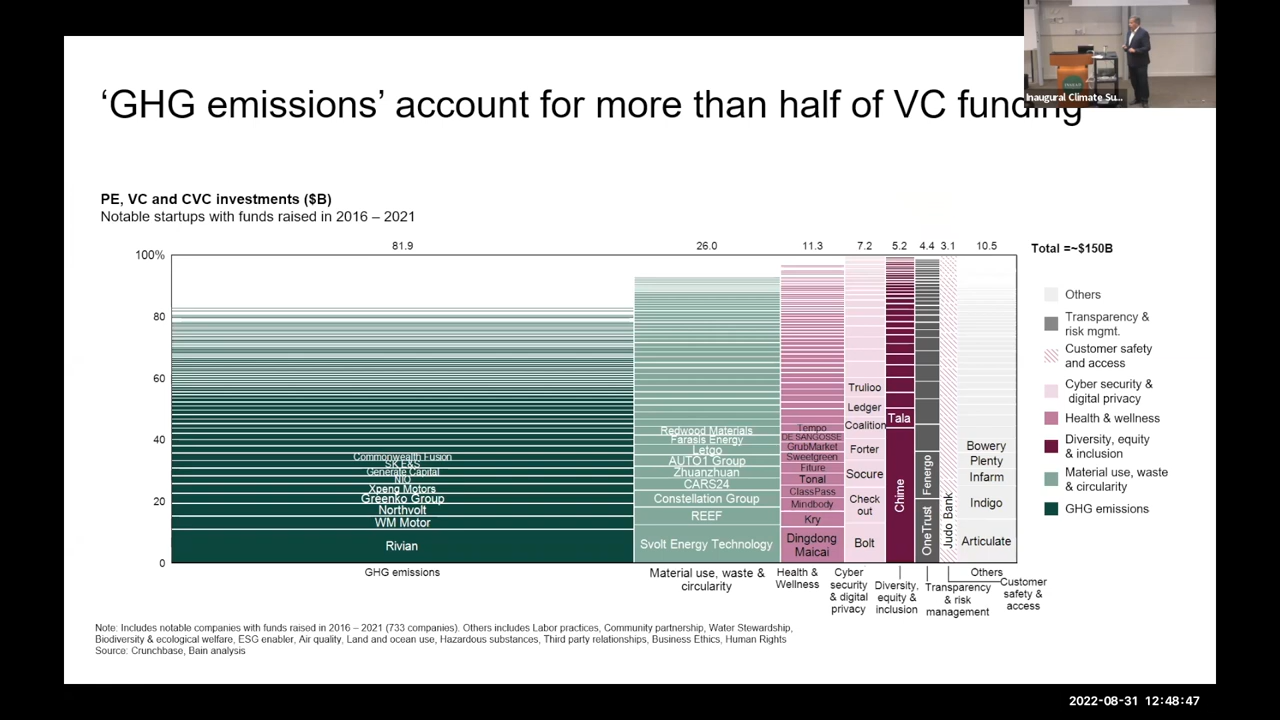 ‘GHG emissions’ account for more than half of VC funding
Inaugural Climate Su...
PE, VC and CVC investments ($B)
Notable startups with funds raised in 2016 – 2021
81.9 26.0 11.3 7.2 5.2 4.4 3.1 10.5 Total =~$150B
100%
80
60
40
20
0
Commonwealth Fusion
SK E&S
Generate Capital
NIO
Xpeng Motors
Greenko Group
Northvolt
WM Motor
Rivian
Redwood Materials
Farasis Energy
Letgo
AUTO1 Group
Zhuanzhuan
CARS24
Constellation Group
REEF
Svolt Energy Technology
Tempo
DE SANGOSSE
GrubMarket
Sweetgreen
Fiture
Tonal
ClassPass
Mindbody
Kry
Dingdong
Maicai
Trulioo
Ledger
Coalition
Forter
Socure
Check
out
Bolt
Tala
Chime
Fenergo
OneTrust
Judo Bank
Bowery
Plenty
Infarm
Indigo
Articulate
GHG emissions
Material use, waste &
circularity
Health &
Wellness
Cyber
security
& digital
privacy
Diversity,
equity &
inclusion
Transparency
& risk
management
Others
Customer
safety &
access
Others
Transparency &
risk mgmt.
Customer safety
and access
Cyber security &
digital privacy
Health & wellness
Diversity, equity
& inclusion
Material use, waste
& circularity
GHG emissions
Note: Includes notable companies with funds raised in 2016 – 2021 (733 companies). Others includes Labor practices, Community partnership, Water Stewardship,
Biodiversity & ecological welfare, ESG enabler, Air quality, Land and ocean use, Hazardous substances, Third party relationships, Business Ethics, Human Rights
Source: Crunchbase, Bain analysis
2022-08-31 12:48:47